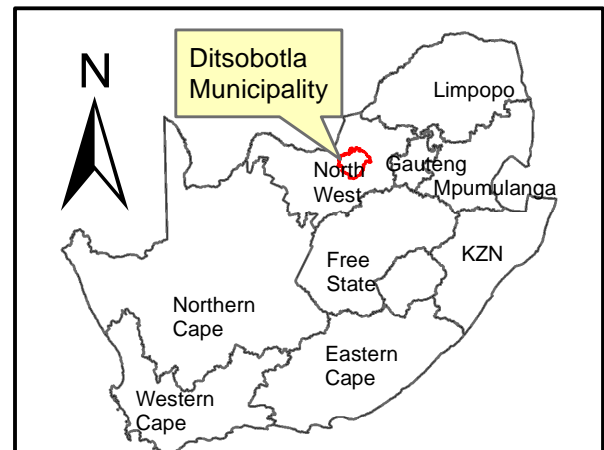 N
Ditsobotla
Municipality
Limpopo
Gauteng
North
West
Mpumulanga
KZN
Free
State
Northern
Cape
Eastern
Cape
Western
Cape